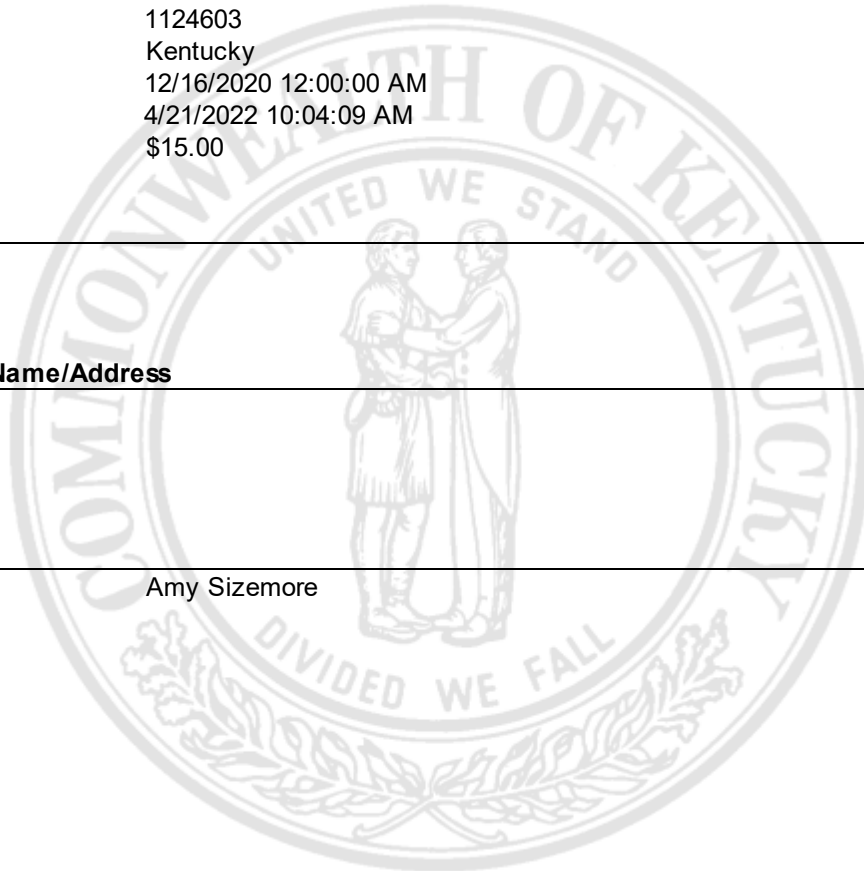 1124603
Kentucky
12/16/2020 12:00:00 AM
4/21/2022 10:04:09 AM
$15.00
COMMONWEALTH OF KENTUCKY
UNITED WE STAND
Name/Address
Amy Sizemore
DIVIDED WE FALL